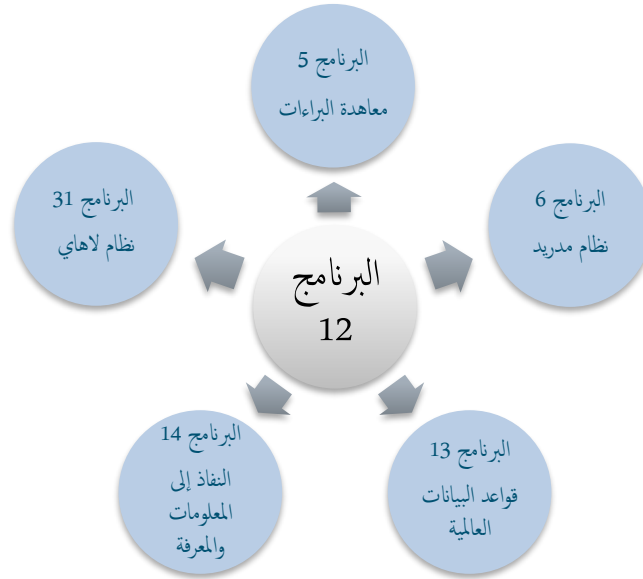 البرنامج 5
معاهدة البراءات
البرنامج 6
نظام مدريد
البرنامج 31
نظام لاهاي
البرنامج
12
البرنامج 13
قواعد البيانات
العالمية
البرنامج 14
النفاذ إلى
المعلومات
والمعرفة